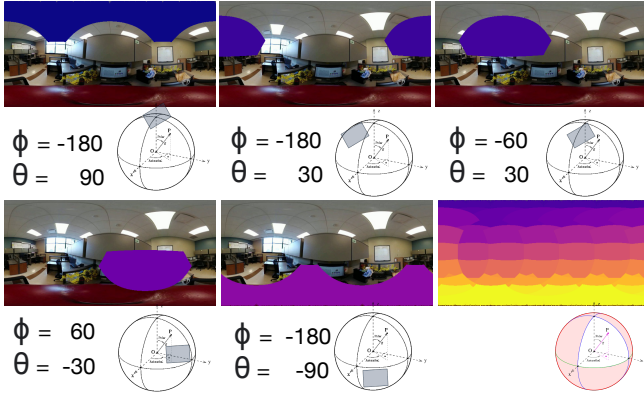 ϕ = -180
θ = 90
ϕ = -180
θ = 30
ϕ = -60
θ = 30
ϕ = 60
θ = -30
ϕ = -180
θ = -90